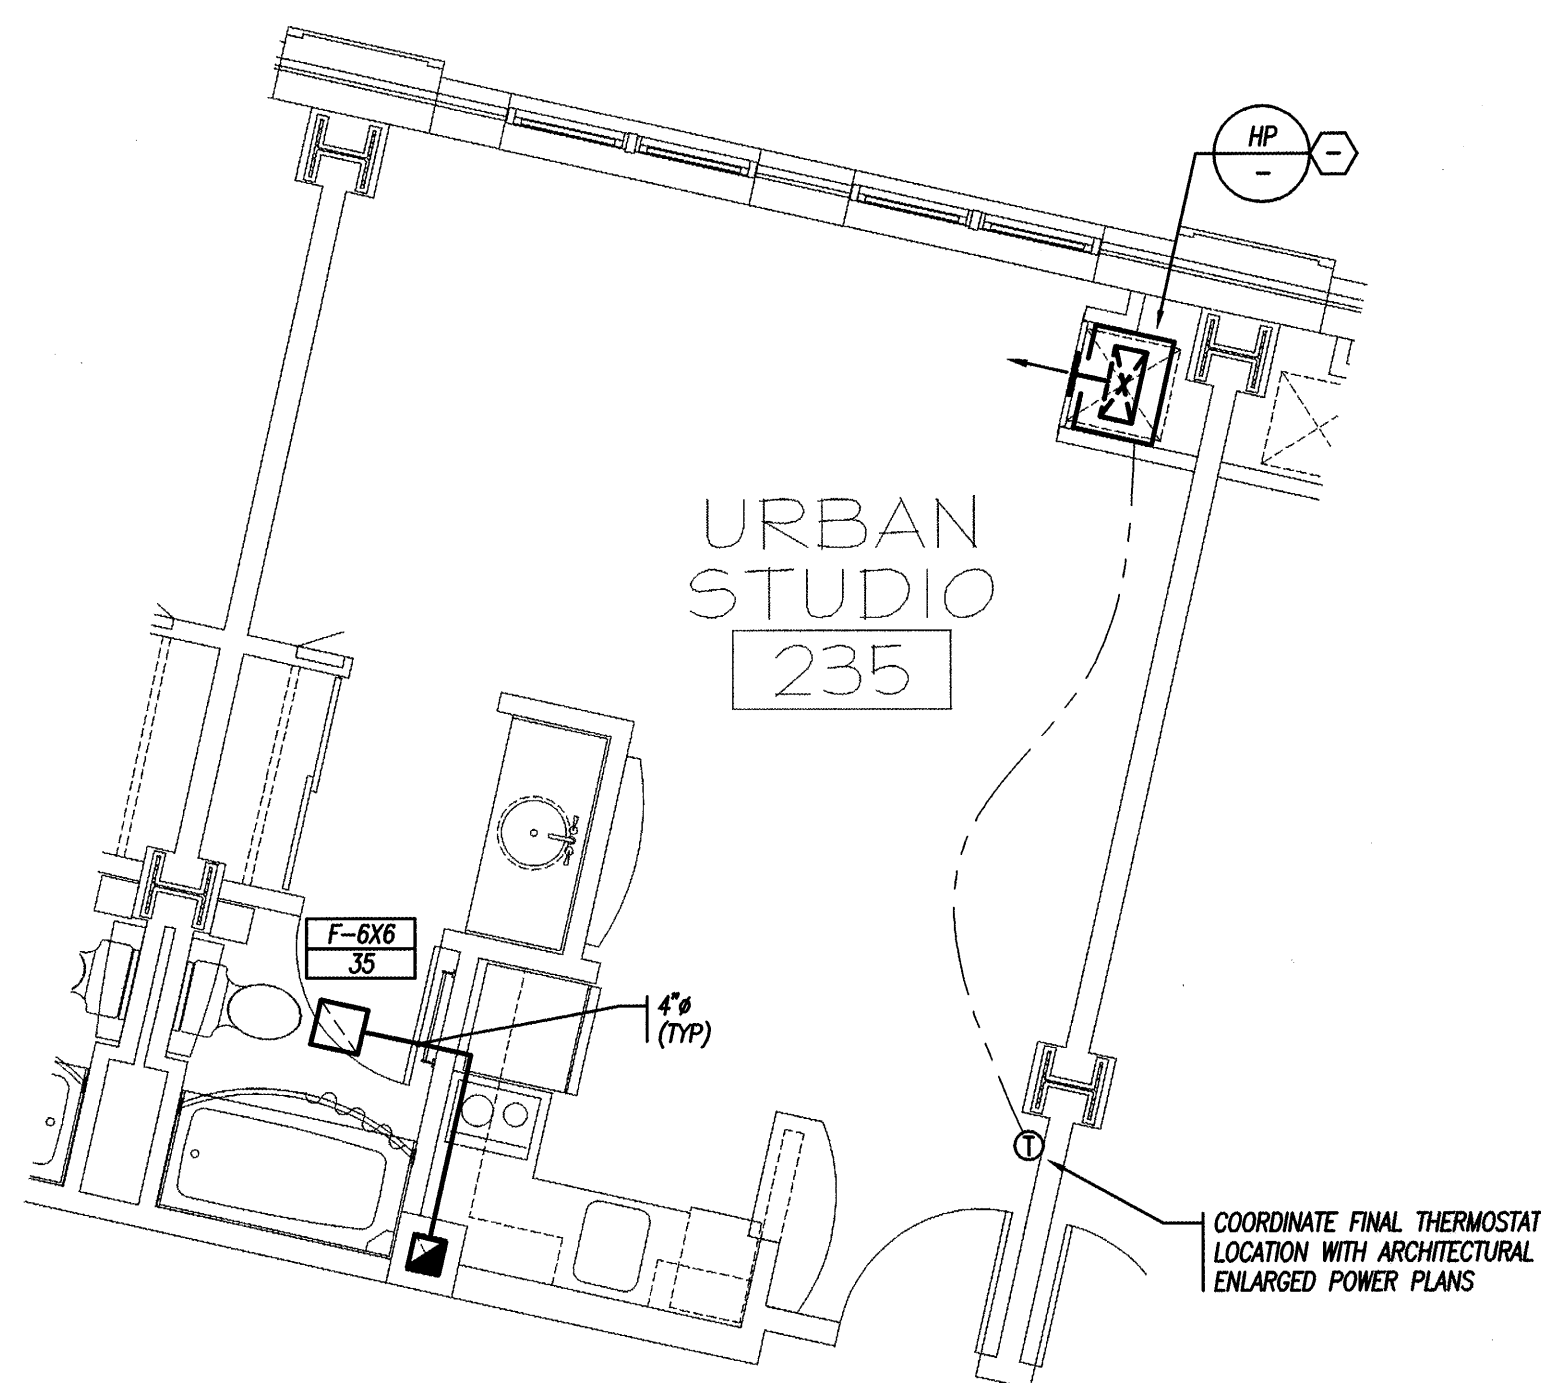 HP
-
-
URBAN
STUDIO
235
F-6X6
35
4"ø
(TYP)
T
COORDINATE FINAL THERMOSTAT
LOCATION WITH ARCHITECTURAL
ENLARGED POWER PLANS